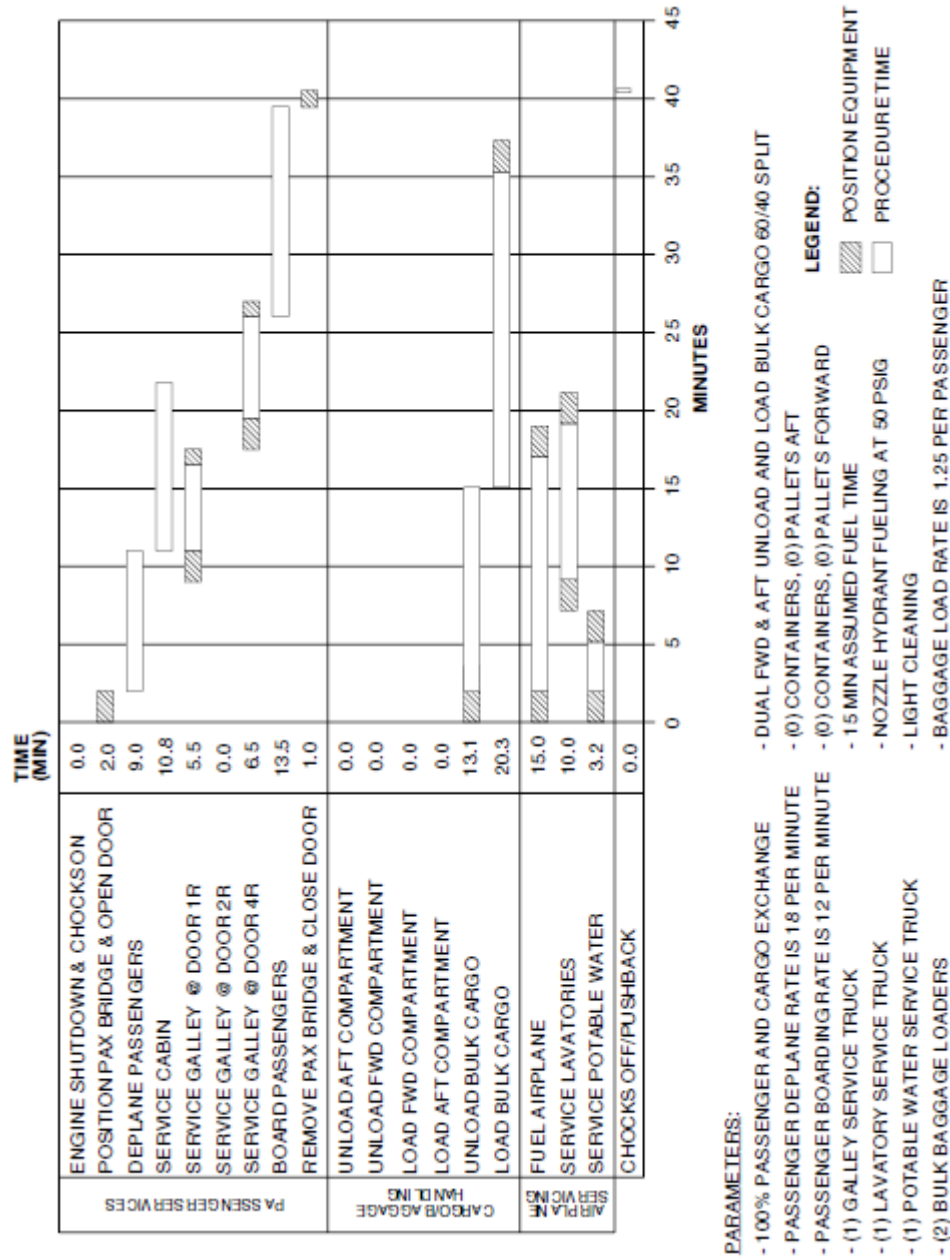 TIME
(MIN)
PASSENGER SERVICES
ENGINE SHUTDOWN & CHOCKS ON 0.0
POSITION PAX BRIDGE & OPEN DOOR 2.0
DEPLANE PASSENGERS 9.0
SERVICE CABIN 10.8
SERVICE GALLEY @ DOOR 1R 5.5
SERVICE GALLEY @ DOOR 2R 0.0
SERVICE GALLEY @ DOOR 4R 6.5
BOARD PASSENGERS 13.5
REMOVE PAX BRIDGE & CLOSE DOOR 1.0
CARGO/BAGGAGE
HANDLING
UNLOAD AFT COMPARTMENT 0.0
UNLOAD FWD COMPARTMENT 0.0
LOAD FWD COMPARTMENT 0.0
LOAD AFT COMPARTMENT 0.0
UNLOAD BULK CARGO 13.1
LOAD BULK CARGO 20.3
AIRPLANE
SERVICING
FUEL AIRPLANE 15.0
SERVICE LAVATORIES 10.0
SERVICE POTABLE WATER 3.2
CHOCKS OFF/PUSHBACK 0.0
0 5 10 15 20 25 30 35 40 45
MINUTES
PARAMETERS:
- 100% PASSENGER AND CARGO EXCHANGE
- PASSENGER DEPLANE RATE IS 18 PER MINUTE
- PASSENGER BOARDING RATE IS 12 PER MINUTE
- (1) GALLEY SERVICE TRUCK
- (1) LAVATORY SERVICE TRUCK
- (1) POTABLE WATER SERVICE TRUCK
- (2) BULK BAGGAGE LOADERS
- DUAL FWD & AFT UNLOAD AND LOAD BULK CARGO 60/40 SPLIT
- (0) CONTAINERS, (0) PALLETS AFT
- (0) CONTAINERS, (0) PALLETS FORWARD
- 15 MIN ASSUMED FUEL TIME
- NOZZLE HYDRANT FUELING AT 50 PSIG
- LIGHT CLEANING
- BAGGAGE LOAD RATE IS 1.25 PER PASSENGER
LEGEND:
POSITION EQUIPMENT
PROCEDURE TIME